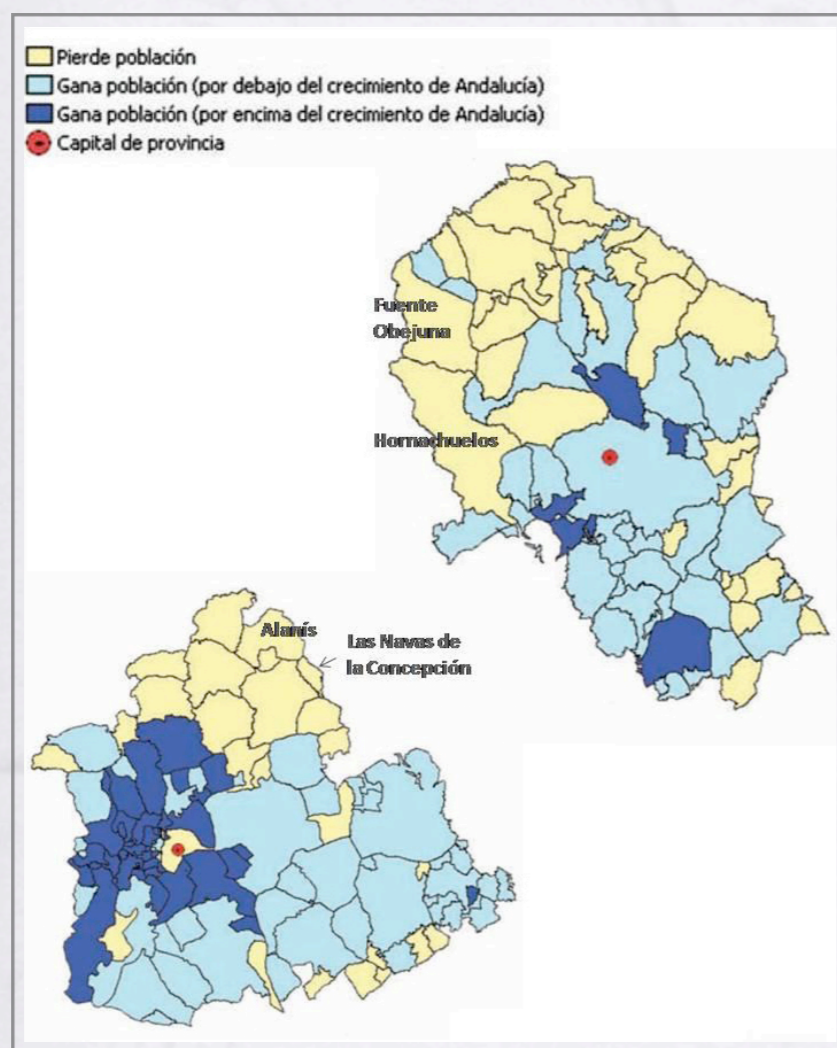 Pierde población
Gana población (por debajo del crecimiento de Andalucía)
Gana población (por encima del crecimiento de Andalucía)
Capital de provincia
Fuente
Obejuna
Hornachuelos
Alanís
Las Navas de
la Concepción